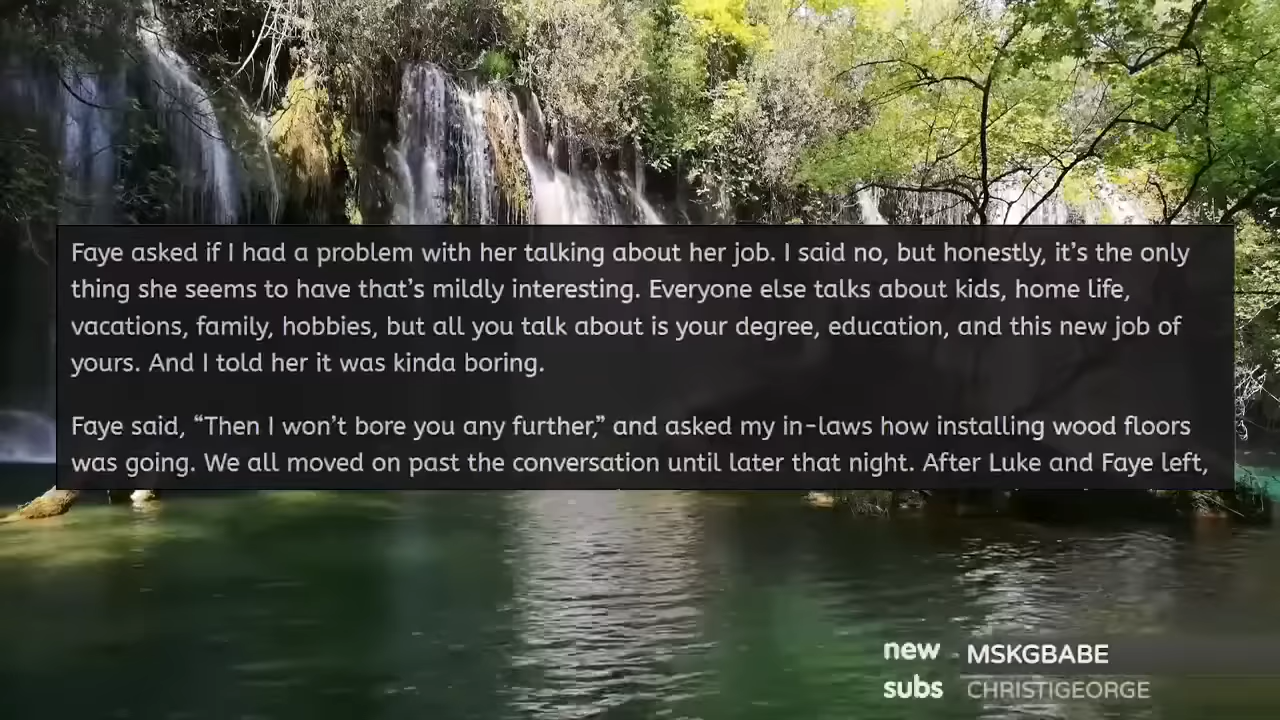 Faye asked if I had a problem with her talking about her job. I said no, but honestly, it’s the only
thing she seems to have that’s mildly interesting. Everyone else talks about kids, home life,
vacations, family, hobbies, but all you talk about is your degree, education, and this new job of
yours. And I told her it was kinda boring.
Faye said, “Then I won’t bore you any further,” and asked my in-laws how installing wood floors
was going. We all moved on past the conversation until later that night. After Luke and Faye left,
new
MSKGBABE
subs
CHRISTIGEORGE